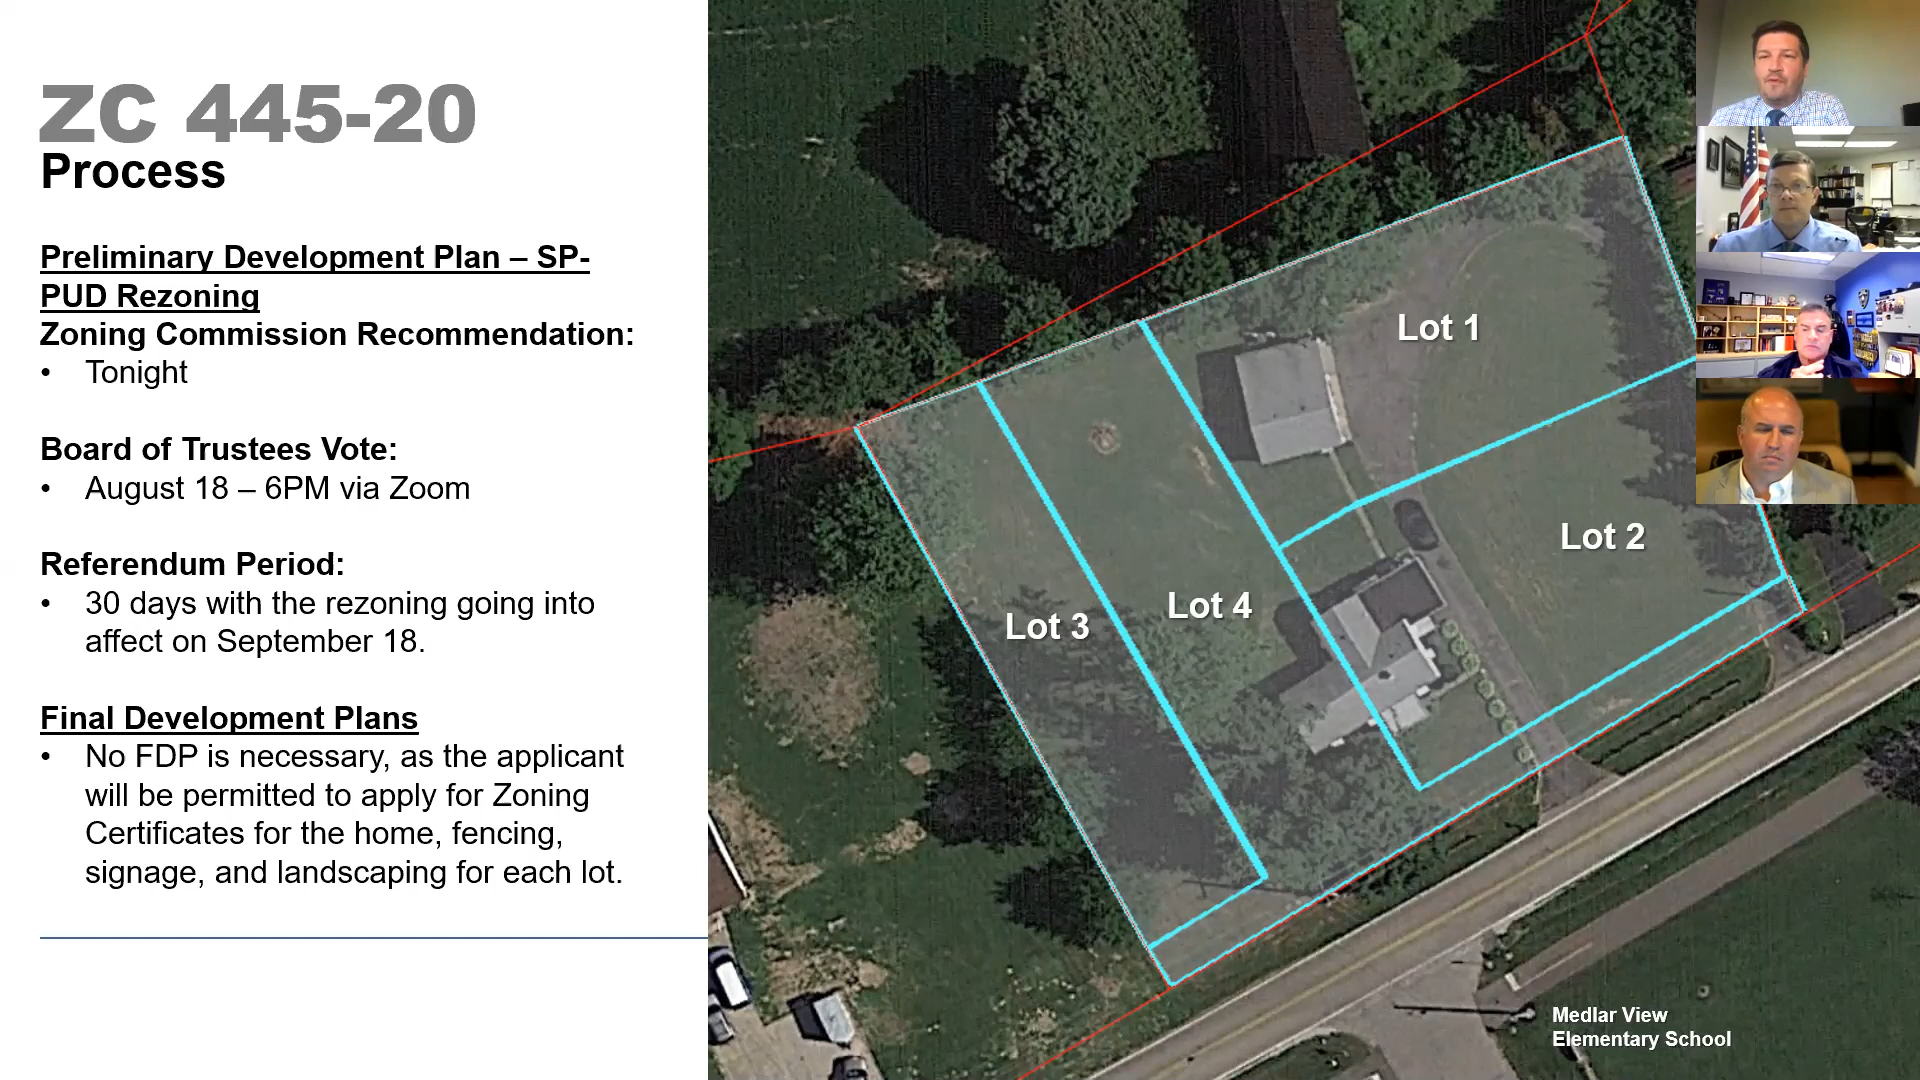 ZC 445-20
Process
Preliminary Development Plan – SP-
PUD Rezoning
Zoning Commission Recommendation:
• Tonight
Board of Trustees Vote:
• August 18 – 6PM via Zoom
Referendum Period:
• 30 days with the rezoning going into
affect on September 18.
Final Development Plans
• No FDP is necessary, as the applicant
will be permitted to apply for Zoning
Certificates for the home, fencing,
signage, and landscaping for each lot.
Lot 1
Lot 2
Lot 3
Lot 4
Medlar View
Elementary School